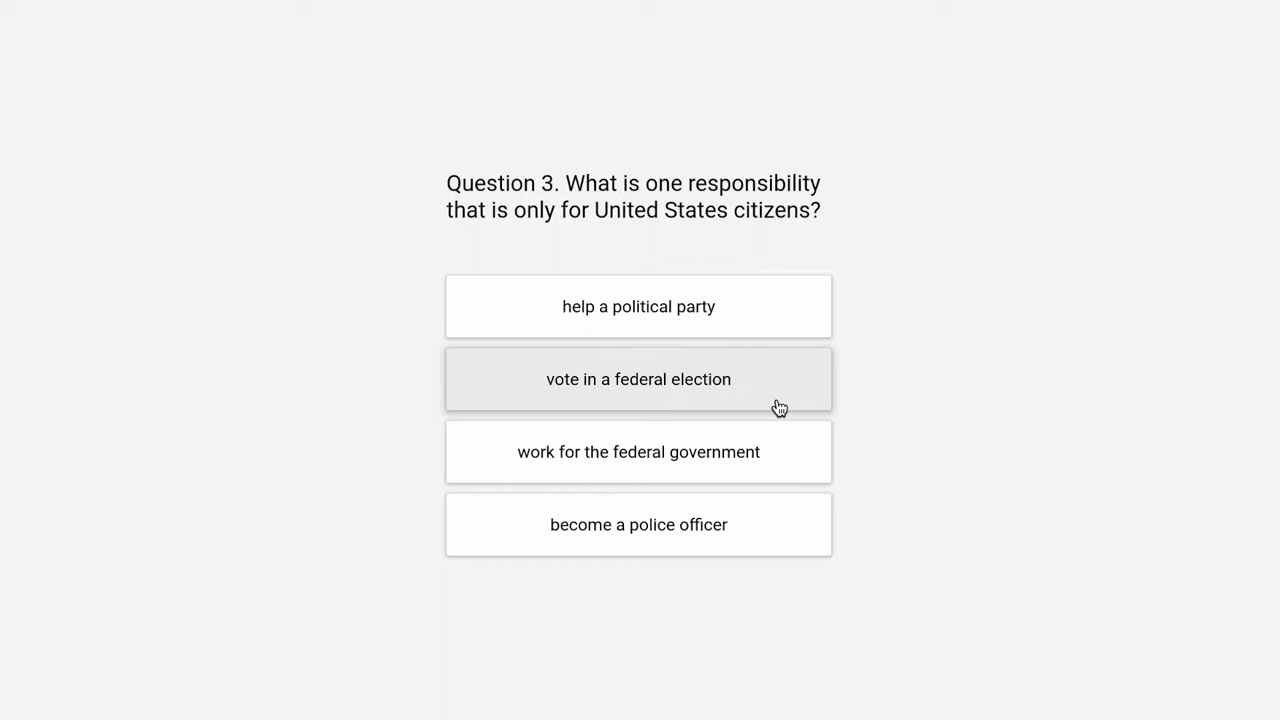 Question 3. What is one responsibility
that is only for United States citizens?
help a political party
vote in a federal election
work for the federal government
become a police officer